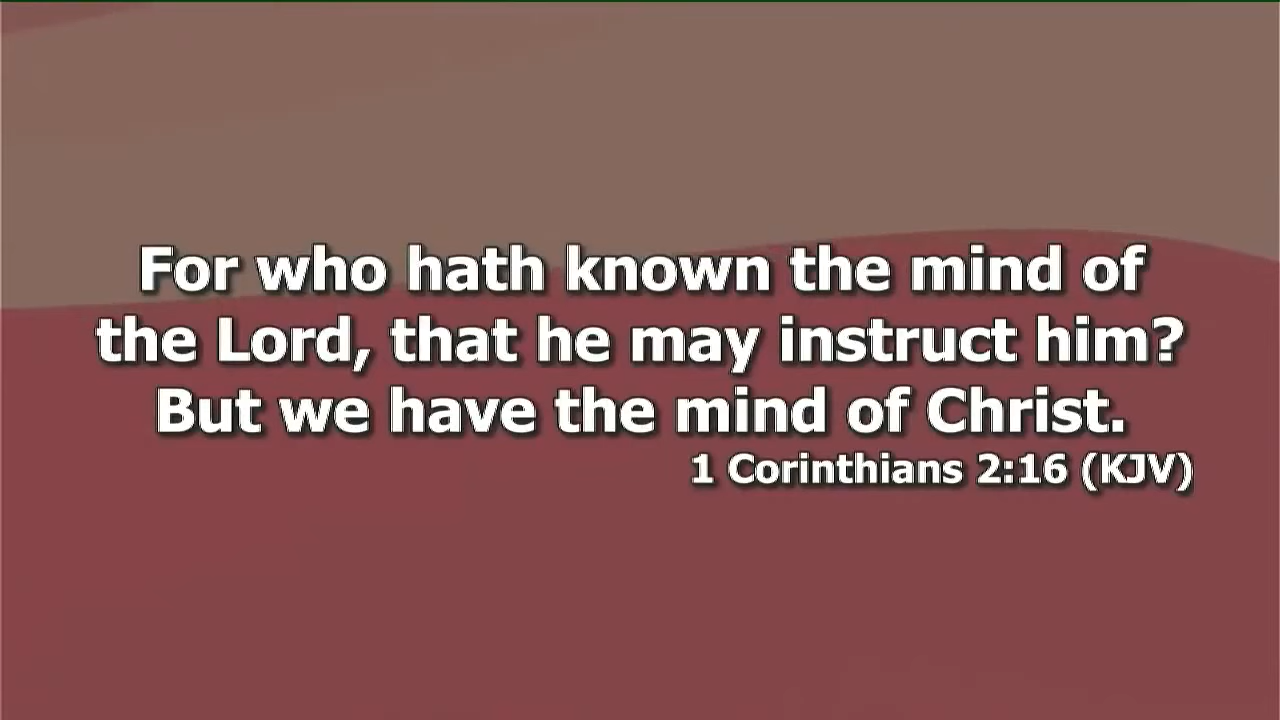 For who hath known the mind of
the Lord, that he may instruct him?
But we have the mind of Christ.
1 Corinthians 2:16 (KJV)